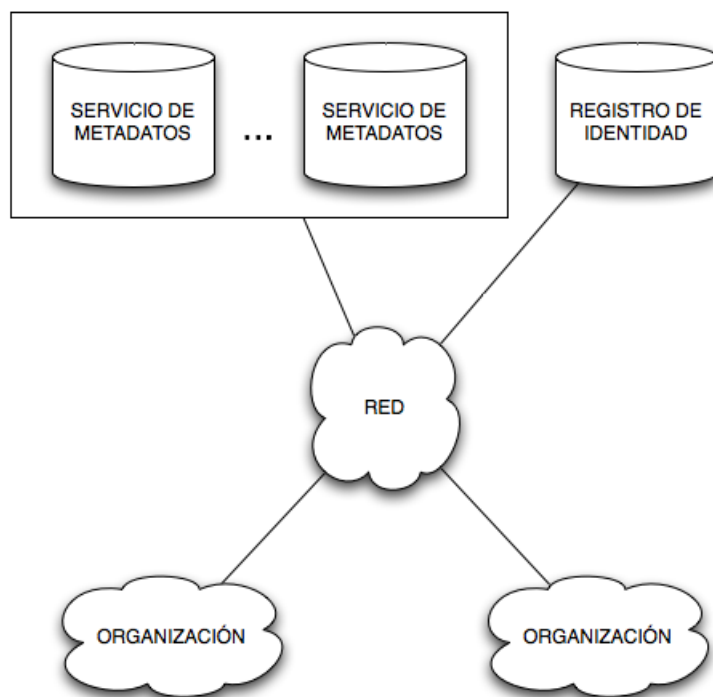 SERVICIO DE
METADATOS
...
SERVICIO DE
METADATOS
REGISTRO DE
IDENTIDAD
RED
ORGANIZACIÓN
ORGANIZACIÓN